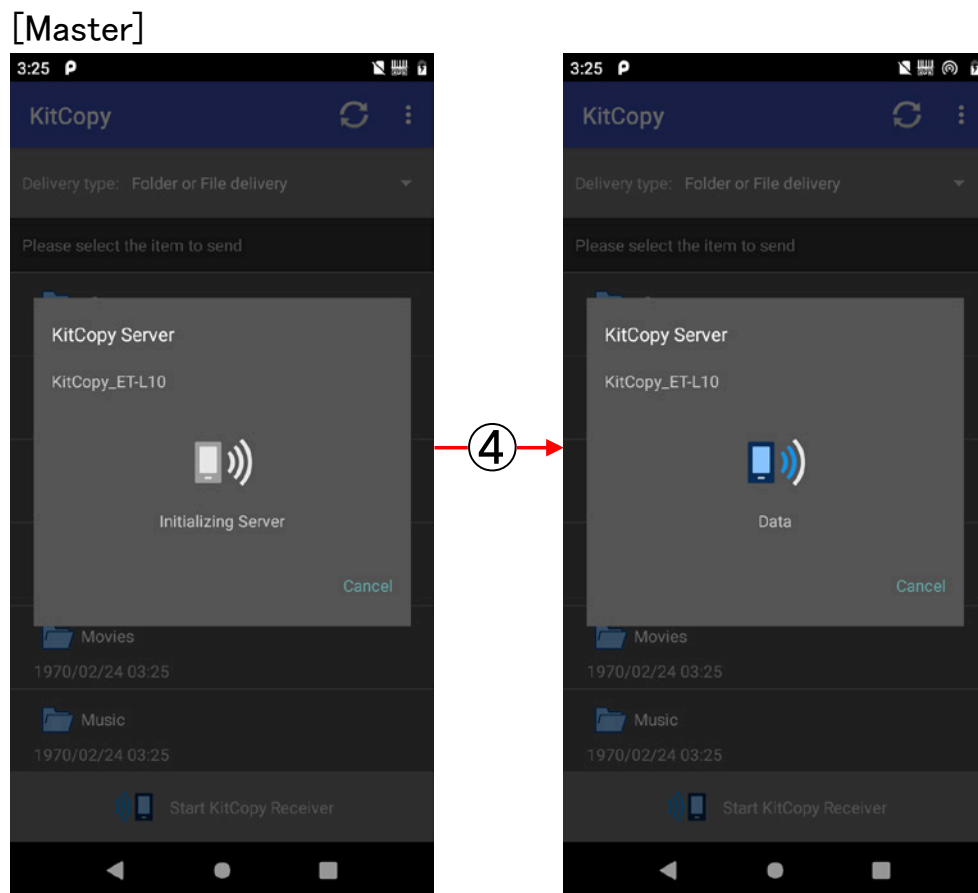 [Master]
3:25
KitCopy
Delivery type: Folder or File delivery
Please select the item to send
KitCopy Server
KitCopy_ET-L10
Initializing Server
Cancel
Movies
1970/02/24 03:25
Music
1970/02/24 03:25
Start KitCopy Receiver
④
3:25
KitCopy
Delivery type: Folder or File delivery
Please select the item to send
KitCopy Server
KitCopy_ET-L10
Data
Cancel
Movies
1970/02/24 03:25
Music
1970/02/24 03:25
Start KitCopy Receiver